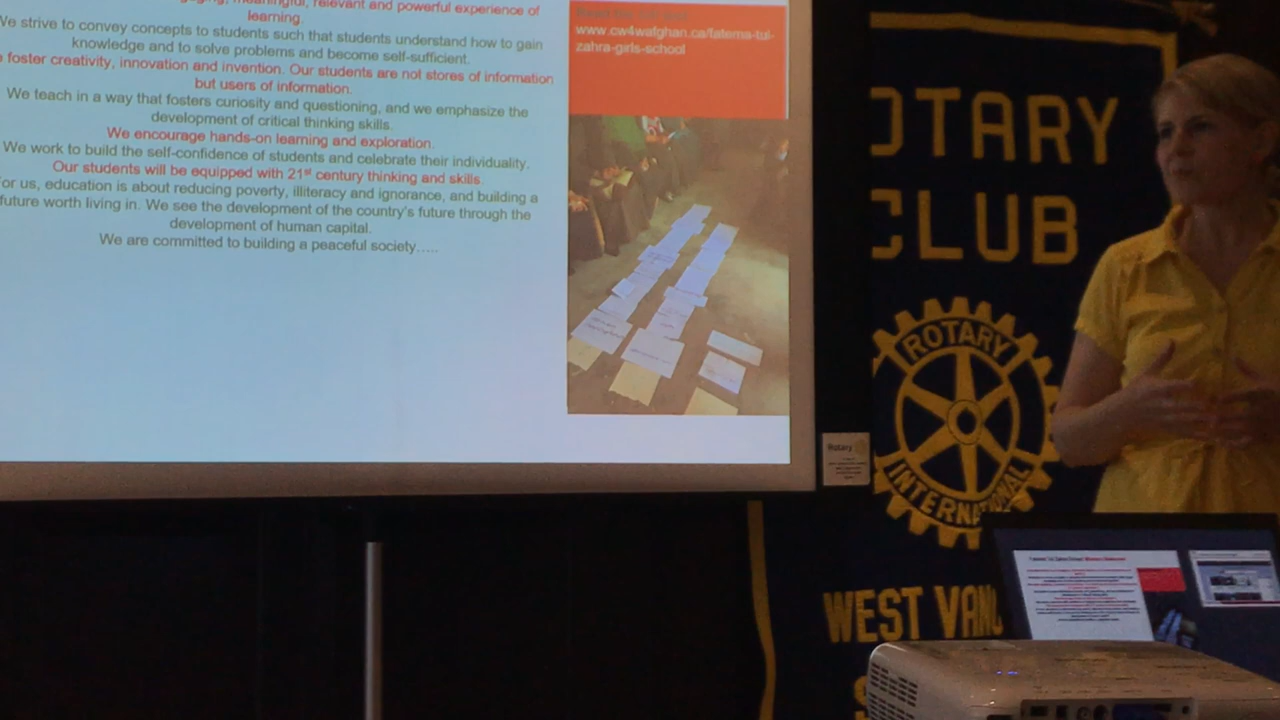 meaningful, relevant and powerful experience of
learning.
We strive to convey concepts to students such that students understand how to gain
knowledge and to solve problems and become self-sufficient.
foster creativity, innovation and invention. Our students are not stores of information
but users of information.
We teach in a way that fosters curiosity and questioning, and we emphasize the
development of critical thinking skills.
We encourage hands-on learning and exploration.
We work to build the self-confidence of students and celebrate their individuality.
Our students will be equipped with 21st century thinking and skills.
For us, education is about reducing poverty, illiteracy and ignorance, and building a
future worth living in. We see the development of the country's future through the
development of human capital.
We are committed to building a peaceful society…..
www.cw4wafghan.ca/fatema-tul-
zahra-girls-school
OTARY
CLUB
ROTARY
INTERNATIONAL
Rotary
WEST VANC
S